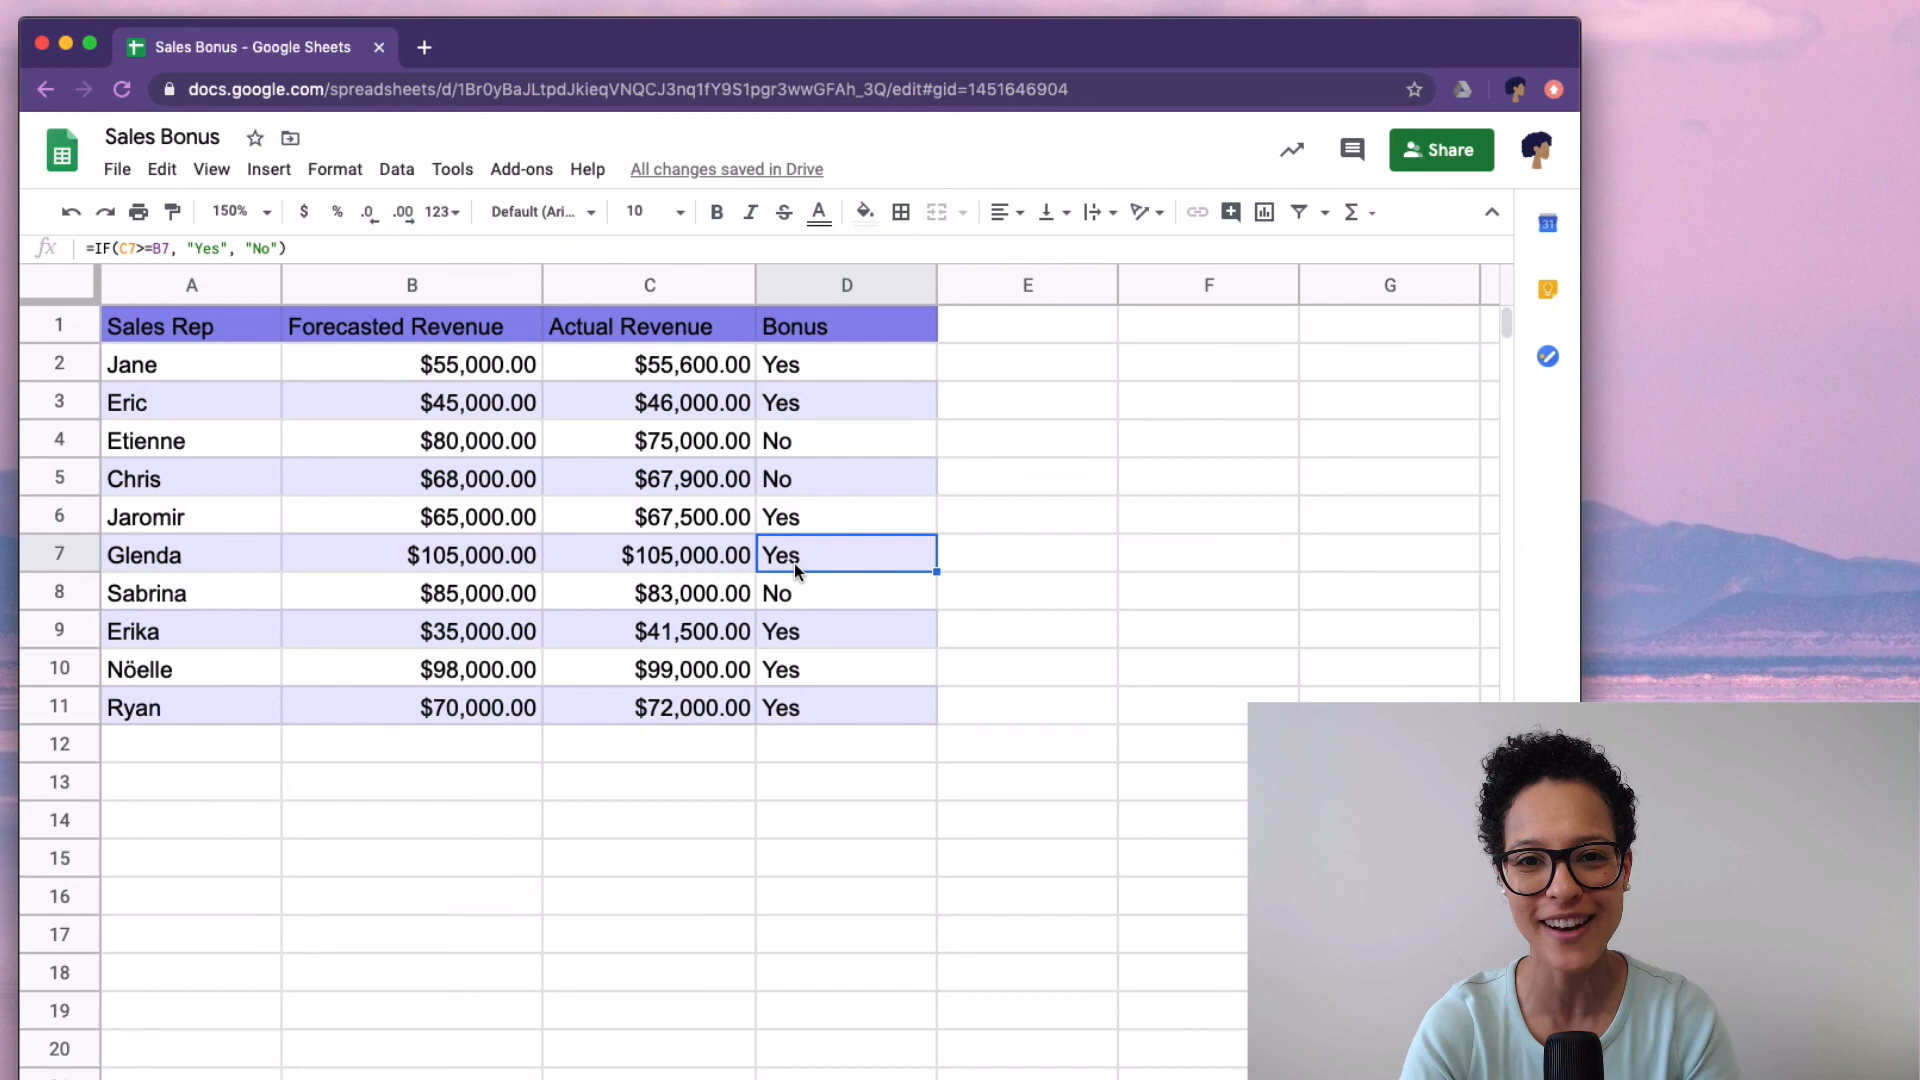 Sales Bonus - Google Sheets
docs.google.com/spreadsheets/d/1Br0yBaJLtpdJkieqVNQCJ3nq1fY9S1pgr3wwGFAh_3Q/edit#gid=1451646904
Sales Bonus
File Edit View Insert Format Data Tools Add-ons Help All changes saved in Drive
Share
150% $ % .0 .00 123 Default (Ari... 10 B I S A Σ
31
fx =IF(C7>=B7, "Yes", "No")
A B C D E F G
1 Sales Rep Forecasted Revenue Actual Revenue Bonus
2 Jane $55,000.00 $55,600.00 Yes
3 Eric $45,000.00 $46,000.00 Yes
4 Etienne $80,000.00 $75,000.00 No
5 Chris $68,000.00 $67,900.00 No
6 Jaromir $65,000.00 $67,500.00 Yes
7 Glenda $105,000.00 $105,000.00 Yes
8 Sabrina $85,000.00 $83,000.00 No
9 Erika $35,000.00 $41,500.00 Yes
10 Nöelle $98,000.00 $99,000.00 Yes
11 Ryan $70,000.00 $72,000.00 Yes
12
13
14
15
16
17
18
19
20